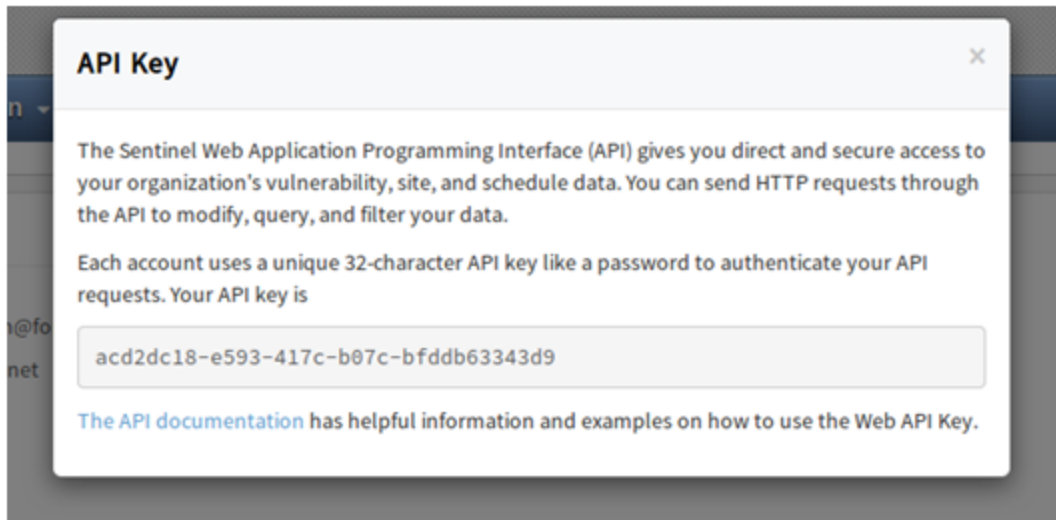 API Key
×
n
The Sentinel Web Application Programming Interface (API) gives you direct and secure access to
your organization's vulnerability, site, and schedule data. You can send HTTP requests through
the API to modify, query, and filter your data.
Each account uses a unique 32-character API key like a password to authenticate your API
requests. Your API key is
@fo
acd2dc18-e593-417c-b07c-bfddb63343d9
net
The API documentation has helpful information and examples on how to use the Web API Key.